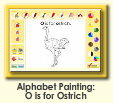 O is for ostrich.
Alphabet Painting:
O is for Ostrich